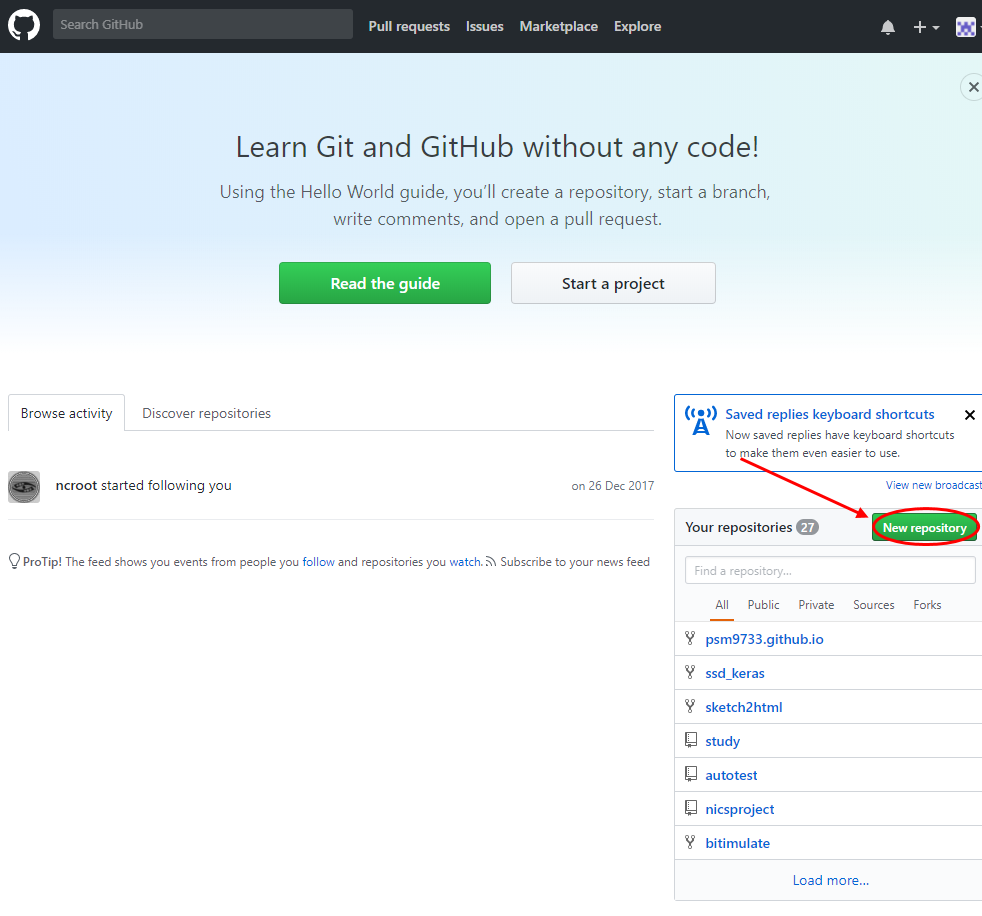 Search GitHub Pull requests Issues Marketplace Explore
Learn Git and GitHub without any code!
Using the Hello World guide, you’ll create a repository, start a branch,
write comments, and open a pull request.
Read the guide Start a project
Browse activity Discover repositories
ncroot started following you on 26 Dec 2017
ProTip! The feed shows you events from people you follow and repositories you watch. Subscribe to your news feed
Saved replies keyboard shortcuts
Now saved replies have keyboard shortcuts
to make them even easier to use.
View new broadcast
Your repositories 27 New repository
Find a repository...
All Public Private Sources Forks
psm9733.github.io
ssd_keras
sketch2html
study
autotest
nicsproject
bitimulate
Load more...